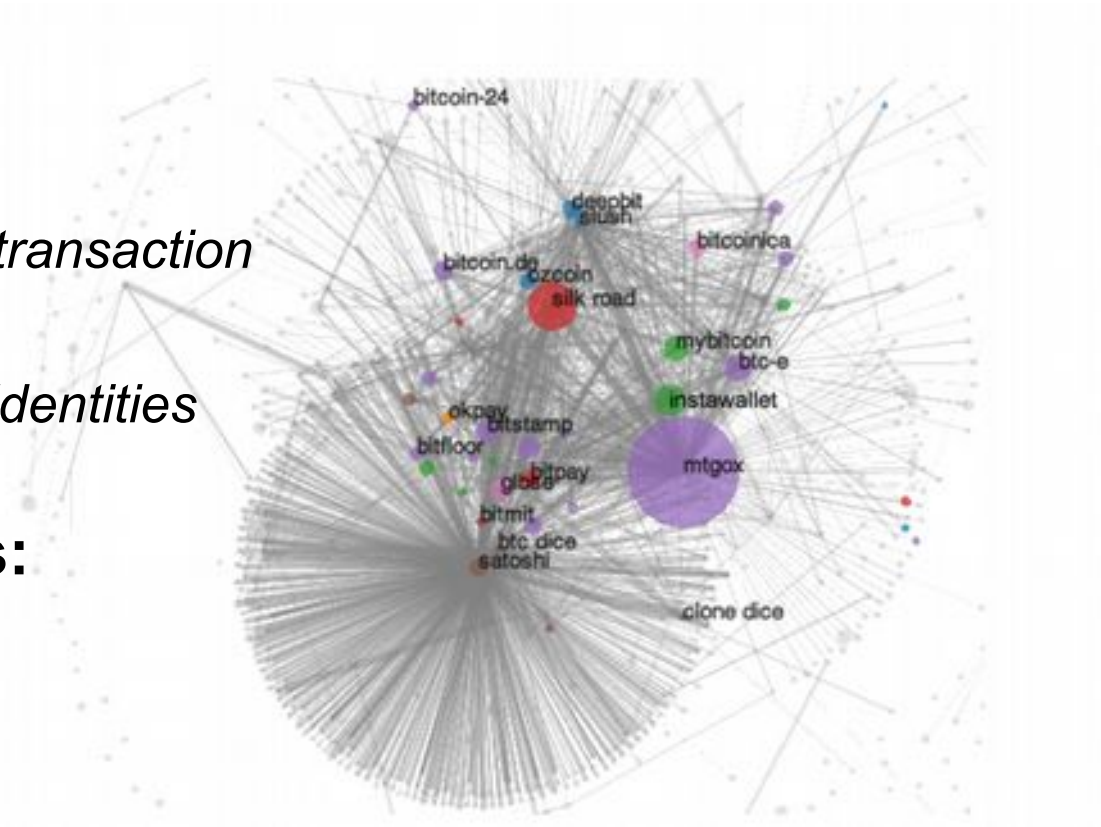 bitcoin-24
deepbit
slush
transaction
bitcoinica
bitcoin.de
ozcoin
silk road
mybitcoin
btc-e
dentities
instawallet
okpay
bitstamp
bitfloor
mtgox
bitpay
bitmit
s:
btc dice
satoshi
clone dice